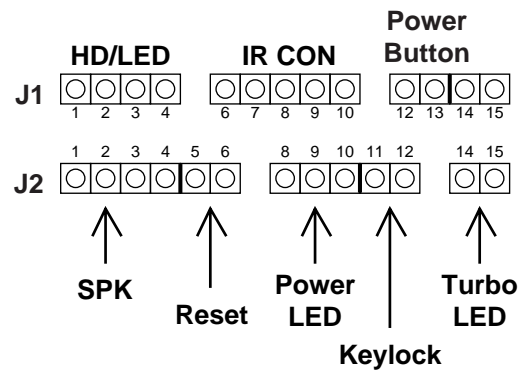 Power
HD/LED IR CON Button
J1
1 2 3 4 6 7 8 9 10 12 13 14 15
1 2 3 4 5 6 8 9 10 11 12 14 15
J2
SPK Power Turbo
Reset LED LED
Keylock